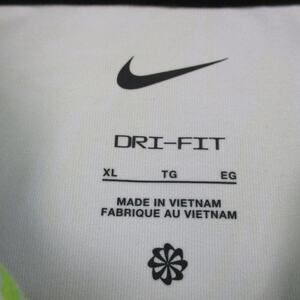 DRI-FIT
XL TG EG
MADE IN VIETNAM
FABRIQUE AU VIETNAM